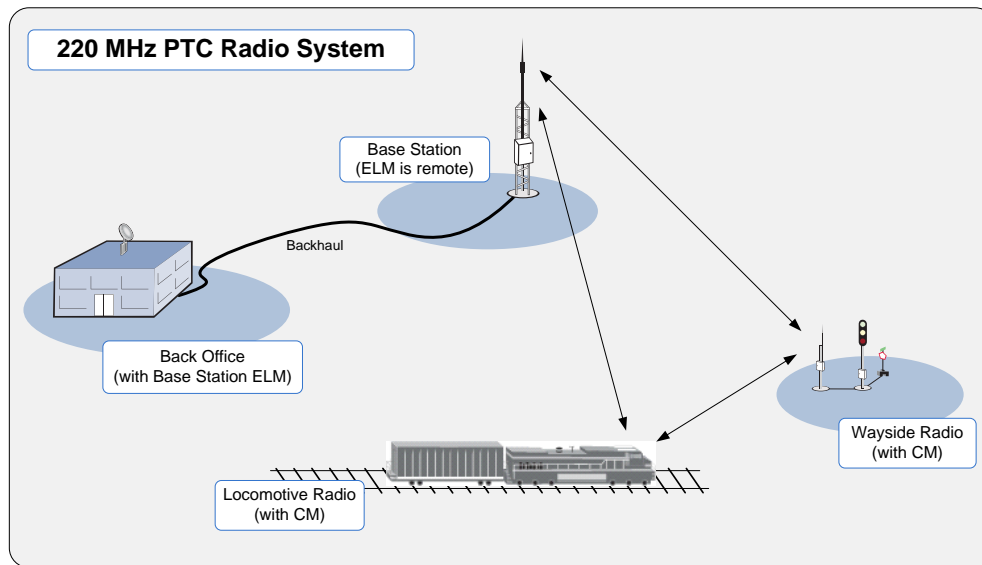 220 MHz PTC Radio System
Base Station
(ELM is remote)
Backhaul
Back Office
(with Base Station ELM)
Wayside Radio
(with CM)
Locomotive Radio
(with CM)